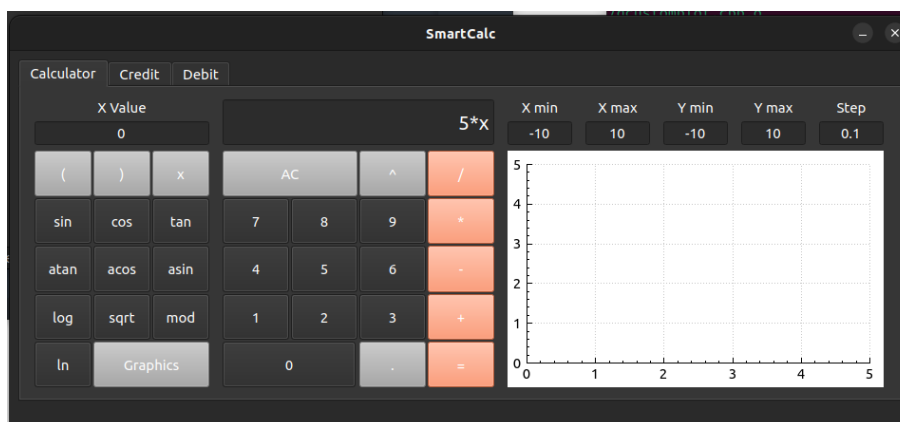 SmartCalc
Calculator Credit Debit
X Value
0
5*x
X min X max Y min Y max Step
-10 10 -10 10 0.1
( ) x AC ^ /
sin cos tan 7 8 9 *
atan acos asin 4 5 6 -
log sqrt mod 1 2 3 +
ln Graphics 0 . =
5
4
3
2
1
0
0 1 2 3 4 5